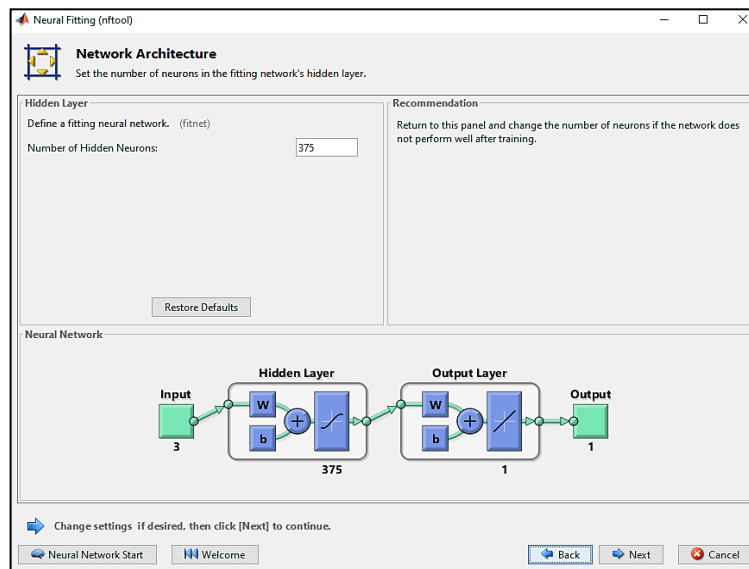 Neural Fitting (nftool)
Network Architecture
Set the number of neurons in the fitting network's hidden layer.
Hidden Layer
Define a fitting neural network. (fitnet)
Number of Hidden Neurons:
375
Restore Defaults
Recommendation
Return to this panel and change the number of neurons if the network does
not perform well after training.
Neural Network
Hidden Layer
Output Layer
Input
Output
W
b
+
W
b
+
3
375
1
1
Change settings if desired, then click [Next] to continue.
Neural Network Start
Welcome
Back
Next
Cancel